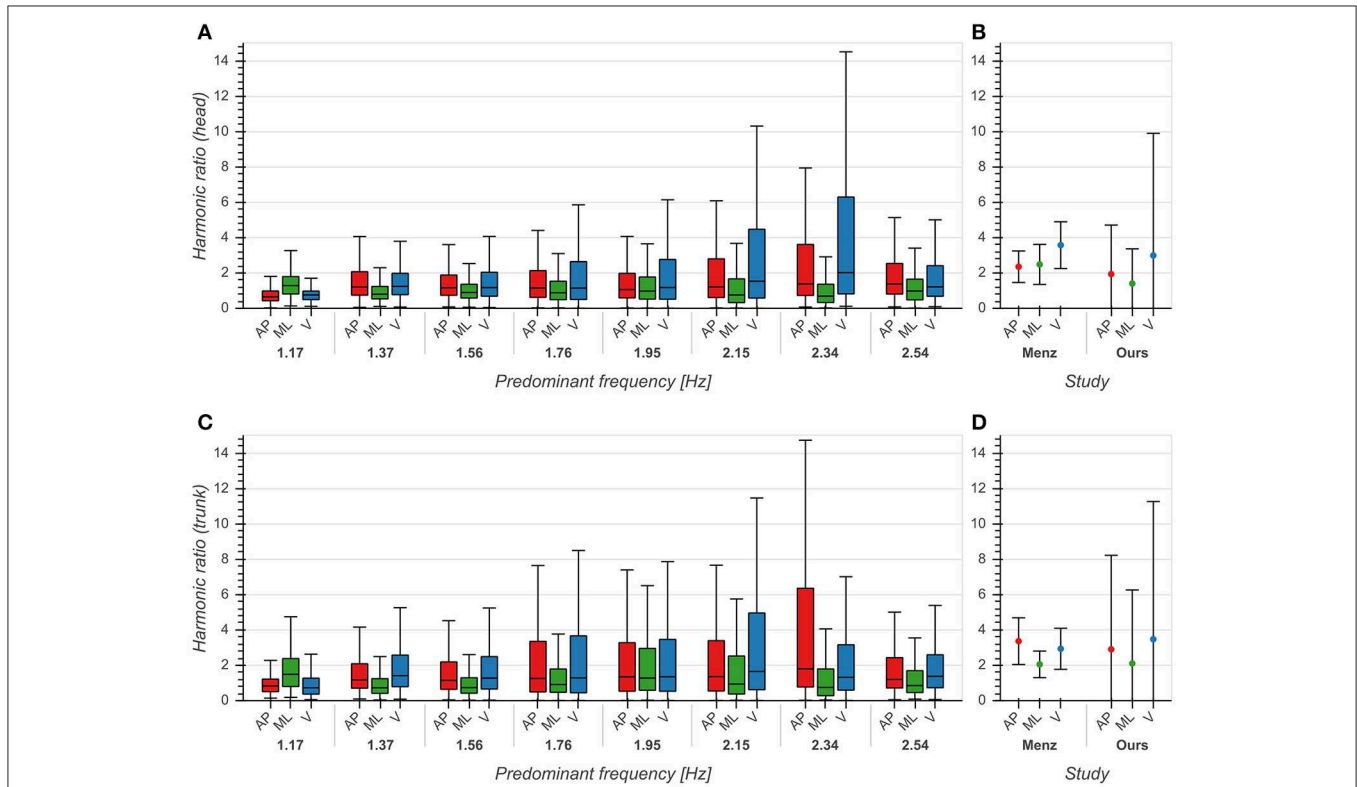 A
Harmonic ratio (head)
14
12
10
8
6
4
2
0
AP ML V AP ML V AP ML V AP ML V AP ML V AP ML V AP ML V AP ML V
1.17 1.37 1.56 1.76 1.95 2.15 2.34 2.54
Predominant frequency [Hz]
B
14
12
10
8
6
4
2
0
AP ML V AP ML V
Menz Ours
Study
C
Harmonic ratio (trunk)
14
12
10
8
6
4
2
0
AP ML V AP ML V AP ML V AP ML V AP ML V AP ML V AP ML V AP ML V
1.17 1.37 1.56 1.76 1.95 2.15 2.34 2.54
Predominant frequency [Hz]
D
14
12
10
8
6
4
2
0
AP ML V AP ML V
Menz Ours
Study